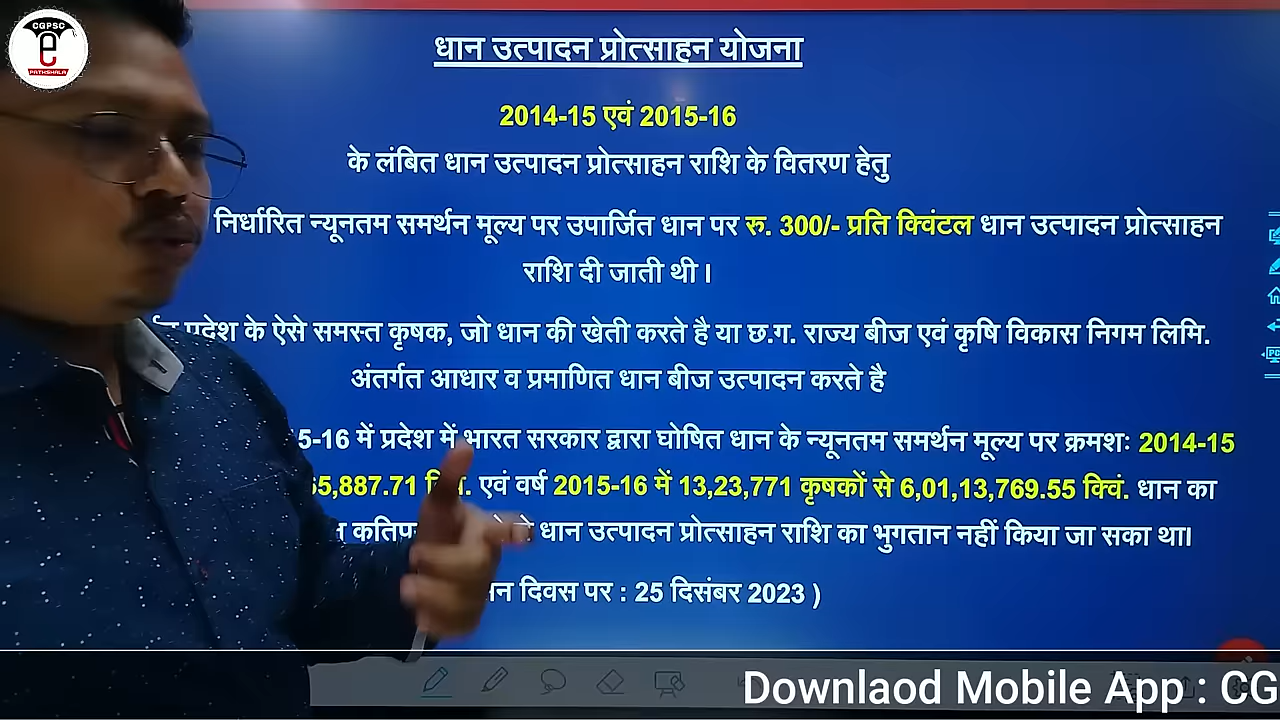 CGPSC
e
PATHSHALA
धान उत्पादन प्रोत्साहन योजना
2014-15 एवं 2015-16
के लंबित धान उत्पादन प्रोत्साहन राशि के वितरण हेतु
निर्धारित न्यूनतम समर्थन मूल्य पर उपार्जित धान पर रु. 300/- प्रति क्विंटल धान उत्पादन प्रोत्साहन
राशि दी जाती थी ।
प्रदेश के ऐसे समस्त कृषक, जो धान की खेती करते है या छ.ग. राज्य बीज एवं कृषि विकास निगम लिमि.
अंतर्गत आधार व प्रमाणित धान बीज उत्पादन करते है
5-16 में प्रदेश में भारत सरकार द्वारा घोषित धान के न्यूनतम समर्थन मूल्य पर क्रमशः 2014-15
65,887.71 एवं वर्ष 2015-16 में 13,23,771 कृषकों से 6,01,13,769.55 क्विं. धान का
धान उत्पादन प्रोत्साहन राशि का भुगतान नहीं किया जा सका था।
दिवस पर : 25 दिसंबर 2023 )
Downlaod Mobile App : CG